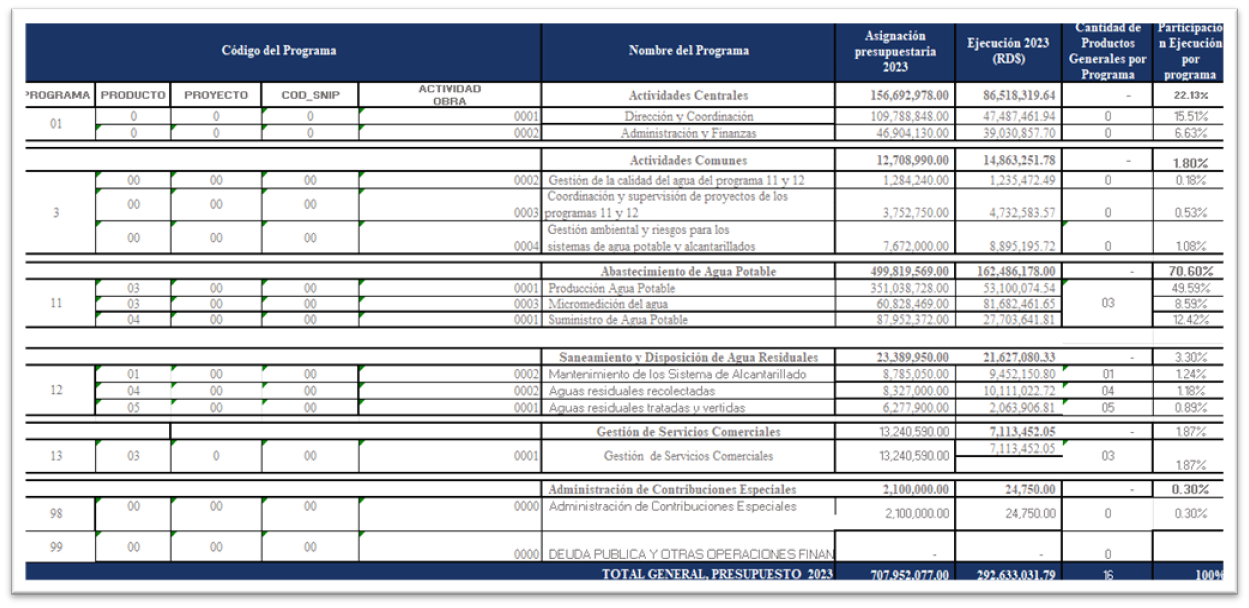 Código del Programa Nombre del Programa Asignación presupuestaria 2023 Ejecución 2023 (RD$) Cantidad de Productos Generales por Programa Participacio n Ejecución por programa
PROGRAMA PRODUCTO PROYECTO COD_SNIP ACTIVIDAD OBRA Actividades Centrales 156,692,978.00 86,518,319.64 - 22.13%
01 0 0 0 0001 Dirección y Coordinación 109,788,848.00 47,487,461.94 0 15.51%
0 0 0 0002 Administración y Finanzas 46,904,130.00 39,030,857.70 0 6.63%
Actividades Comunes 12,708,990.00 14,863,251.78 - 1.80%
3 00 00 00 0002 Gestión de la calidad del agua del programa 11 y 12 1,284,240.00 1,235,472.49 0 0.18%
00 00 00 0003 Coordinación y supervisión de proyectos de los programas 11 y 12 3,752,750.00 4,732,583.57 0 0.53%
00 00 00 0004 Gestión ambiental y riesgos para los sistemas de agua potable y alcantarillados 7,672,000.00 8,895,195.72 0 1.08%
Abastecimiento de Agua Potable 499,819,569.00 162,486,178.00 - 70.60%
11 03 00 00 0001 Producción Agua Potable 351,038,728.00 53,100,074.54 03 49.59%
03 00 00 0003 Micromedición del agua 60,828,469.00 81,682,461.65 8.59%
04 00 00 0001 Suministro de Agua Potable 87,952,372.00 27,703,641.81 12.42%
Saneamiento y Disposición de Agua Residuales 23,389,950.00 21,627,080.33 - 3.30%
12 01 00 00 0002 Mantenimiento de los Sistema de Alcantarillado 8,785,050.00 9,452,150.80 01 1.24%
04 00 00 0002 Aguas residuales recolectadas 8,327,000.00 10,111,022.72 04 1.18%
05 00 00 0001 Aguas residuales tratadas y vertidas 6,277,900.00 2,063,906.81 05 0.89%
Gestión de Servicios Comerciales 13,240,590.00 7,113,452.05 - 1.87%
13 03 0 00 0001 Gestión de Servicios Comerciales 13,240,590.00 7,113,452.05 03 1.87%
Administración de Contribuciones Especiales 2,100,000.00 24,750.00 - 0.30%
98 00 00 00 0000 Administración de Contribuciones Especiales 2,100,000.00 24,750.00 0 0.30%
99 00 00 00 0000 DEUDA PUBLICA Y OTRAS OPERACIONES FINAN - - 0
TOTAL GENERAL, PRESUPUESTO 2023 707,952,077.00 292,633,031.79 16 100%